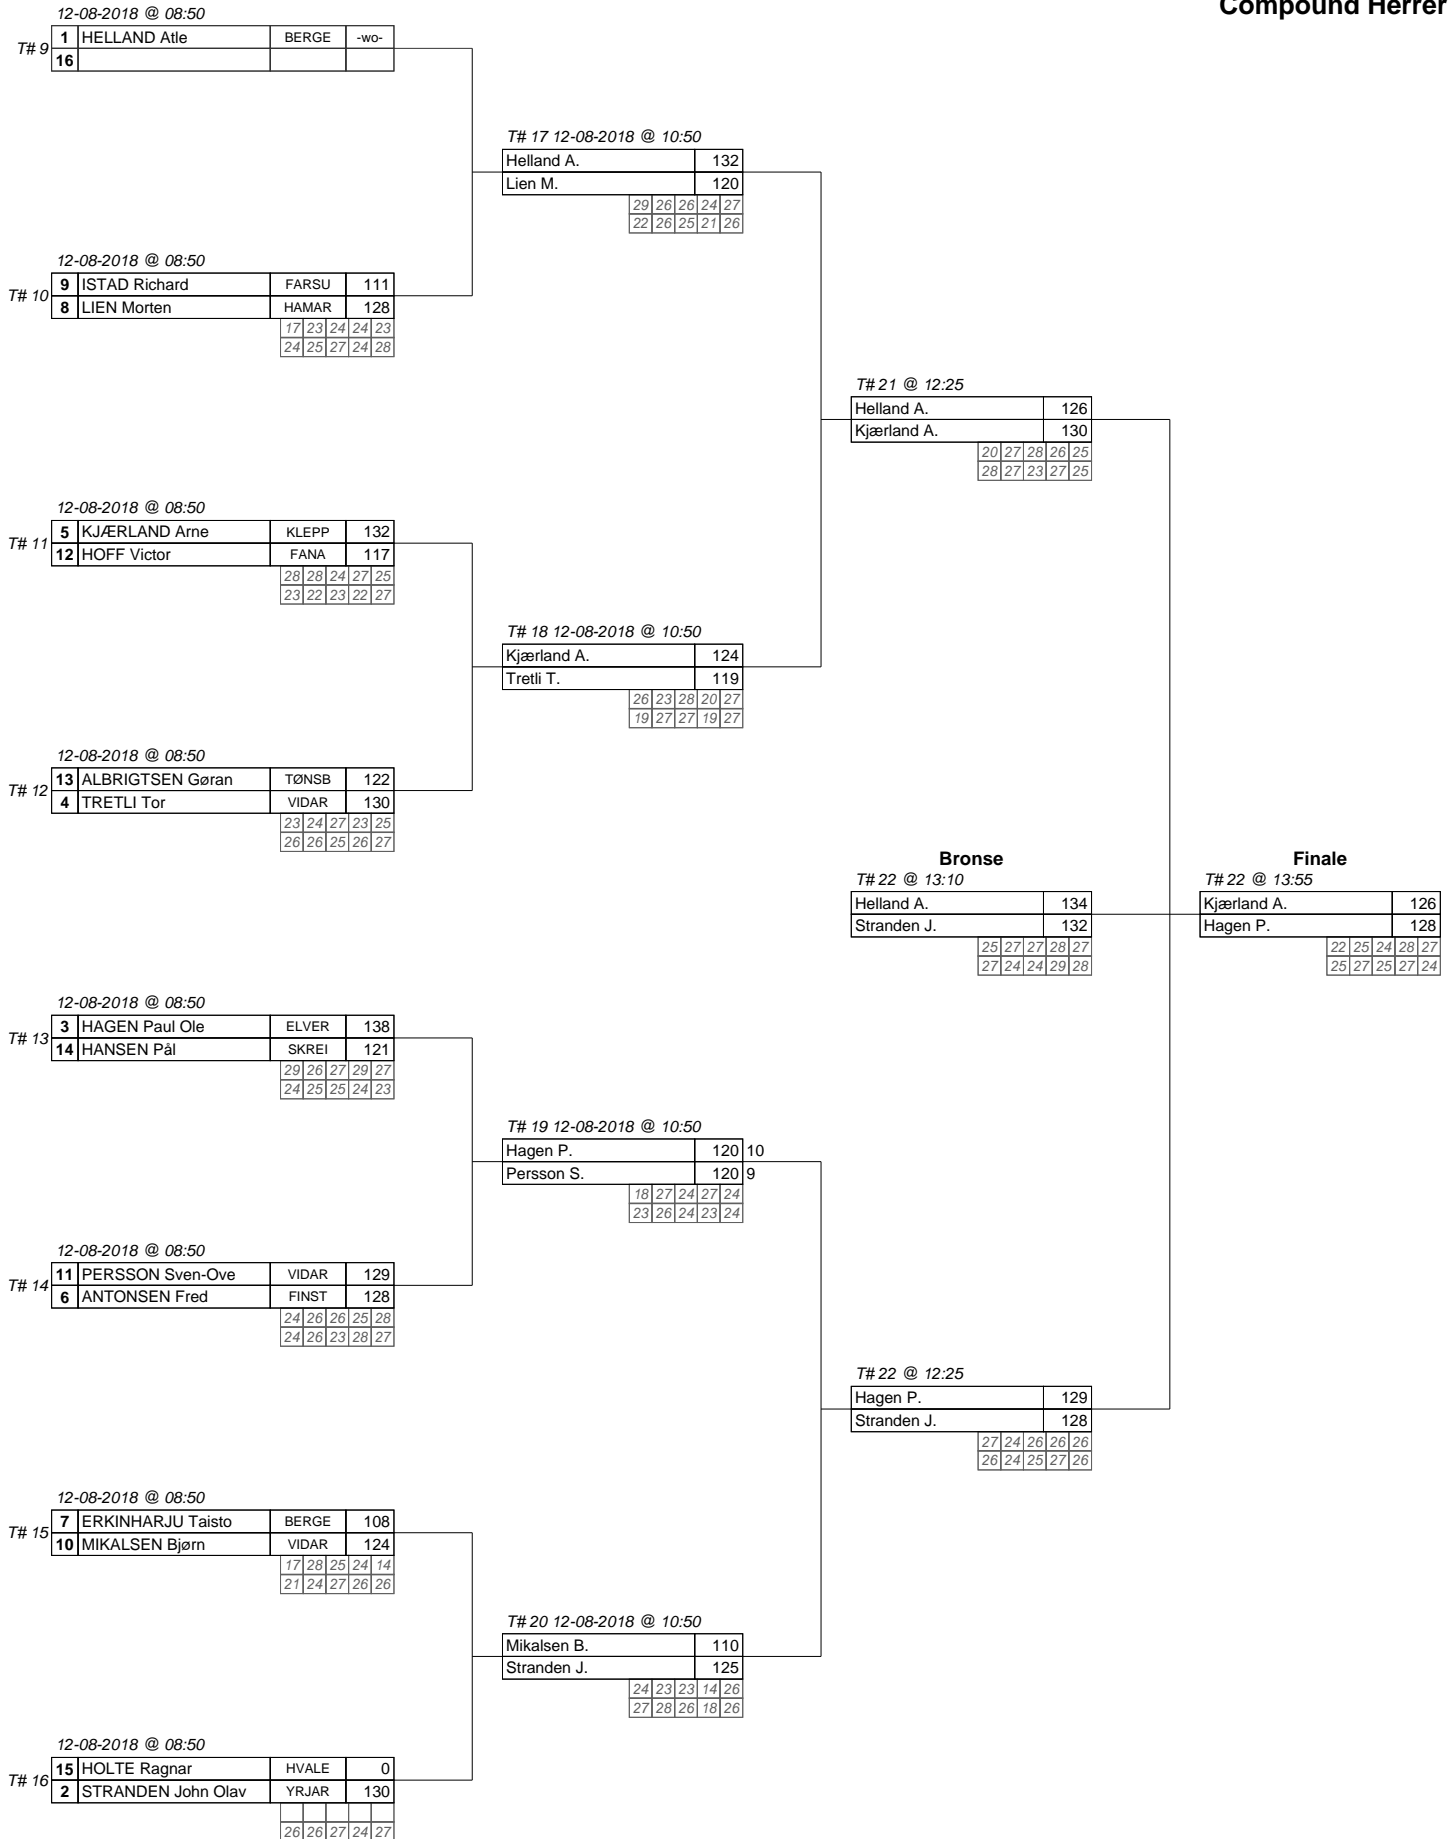 Compound Herrer
12-08-2018 @ 08:50
T# 9
1 HELLAND Atle BERGE -wo-
16
T# 17 12-08-2018 @ 10:50
Helland A. 132
Lien M. 120
29 26 26 24 27
22 26 25 21 26
12-08-2018 @ 08:50
T# 10
9 ISTAD Richard FARSU 111
8 LIEN Morten HAMAR 128
17 23 24 24 23
24 25 27 24 28
T# 21 @ 12:25
Helland A. 126
Kjærland A. 130
20 27 28 26 25
28 27 23 27 25
12-08-2018 @ 08:50
T# 11
5 KJÆRLAND Arne KLEPP 132
12 HOFF Victor FANA 117
28 28 24 27 25
23 22 23 22 27
T# 18 12-08-2018 @ 10:50
Kjærland A. 124
Tretli T. 119
26 23 28 20 27
19 27 27 19 27
12-08-2018 @ 08:50
T# 12
13 ALBRIGTSEN Gøran TØNSB 122
4 TRETLI Tor VIDAR 130
23 24 27 23 25
26 26 25 26 27
Bronse
T# 22 @ 13:10
Helland A. 134
Stranden J. 132
25 27 27 28 27
27 24 24 29 28
Finale
T# 22 @ 13:55
Kjærland A. 126
Hagen P. 128
22 25 24 28 27
25 27 25 27 24
12-08-2018 @ 08:50
T# 13
3 HAGEN Paul Ole ELVER 138
14 HANSEN Pål SKREI 121
29 26 27 29 27
24 25 25 24 23
T# 19 12-08-2018 @ 10:50
Hagen P. 120 10
Persson S. 120 9
18 27 24 27 24
23 26 24 23 24
12-08-2018 @ 08:50
T# 14
11 PERSSON Sven-Ove VIDAR 129
6 ANTONSEN Fred FINST 128
24 26 26 25 28
24 26 23 28 27
T# 22 @ 12:25
Hagen P. 129
Stranden J. 128
27 24 26 26 26
26 24 25 27 26
12-08-2018 @ 08:50
T# 15
7 ERKINHARJU Taisto BERGE 108
10 MIKALSEN Bjørn VIDAR 124
17 28 25 24 14
21 24 27 26 26
T# 20 12-08-2018 @ 10:50
Mikalsen B. 110
Stranden J. 125
24 23 23 14 26
27 28 26 18 26
12-08-2018 @ 08:50
T# 16
15 HOLTE Ragnar HVALE 0
2 STRANDEN John Olav YRJAR 130
26 26 27 24 27